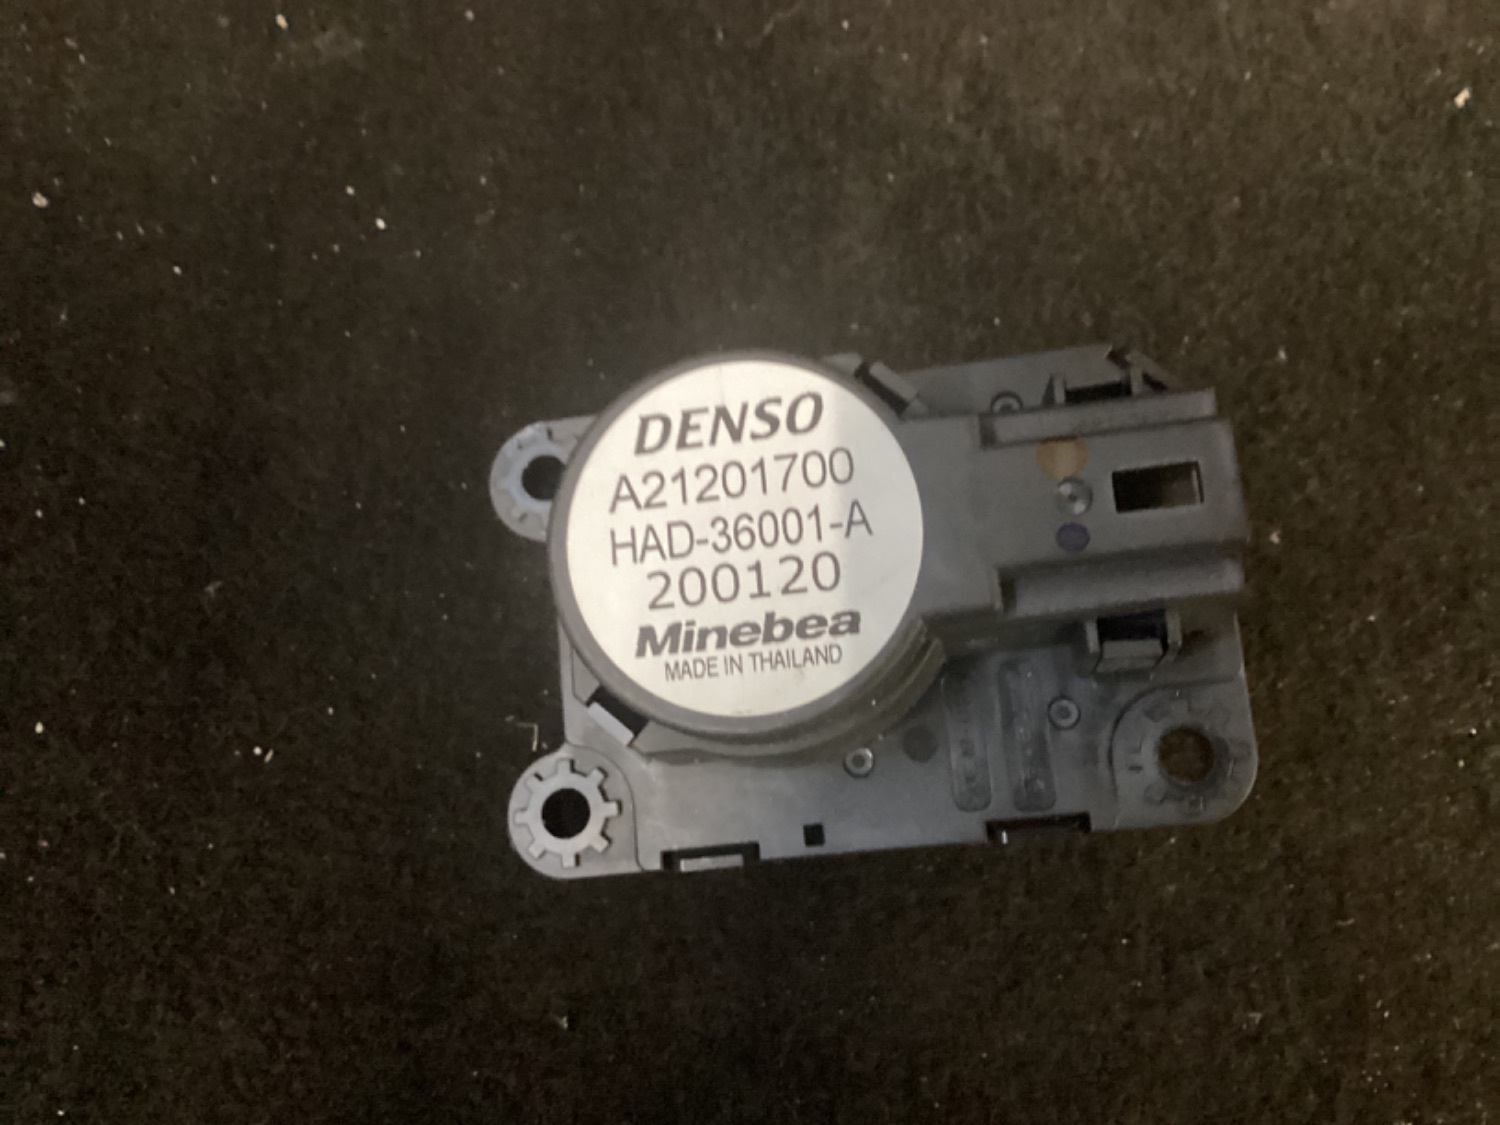 DENSO
A21201700
HAD-36001-A
200120
Minebea
MADE IN THAILAND